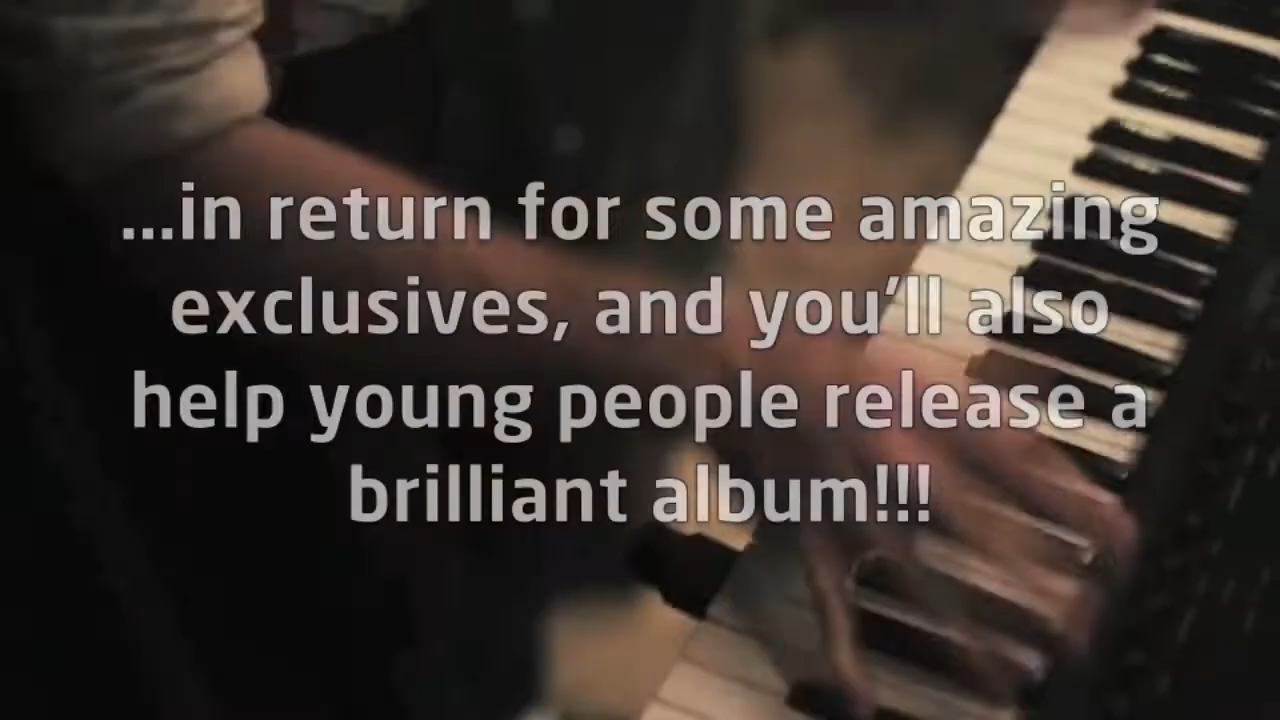 ...in return for some amazing
exclusives, and you’ll also
help young people release a
brilliant album!!!